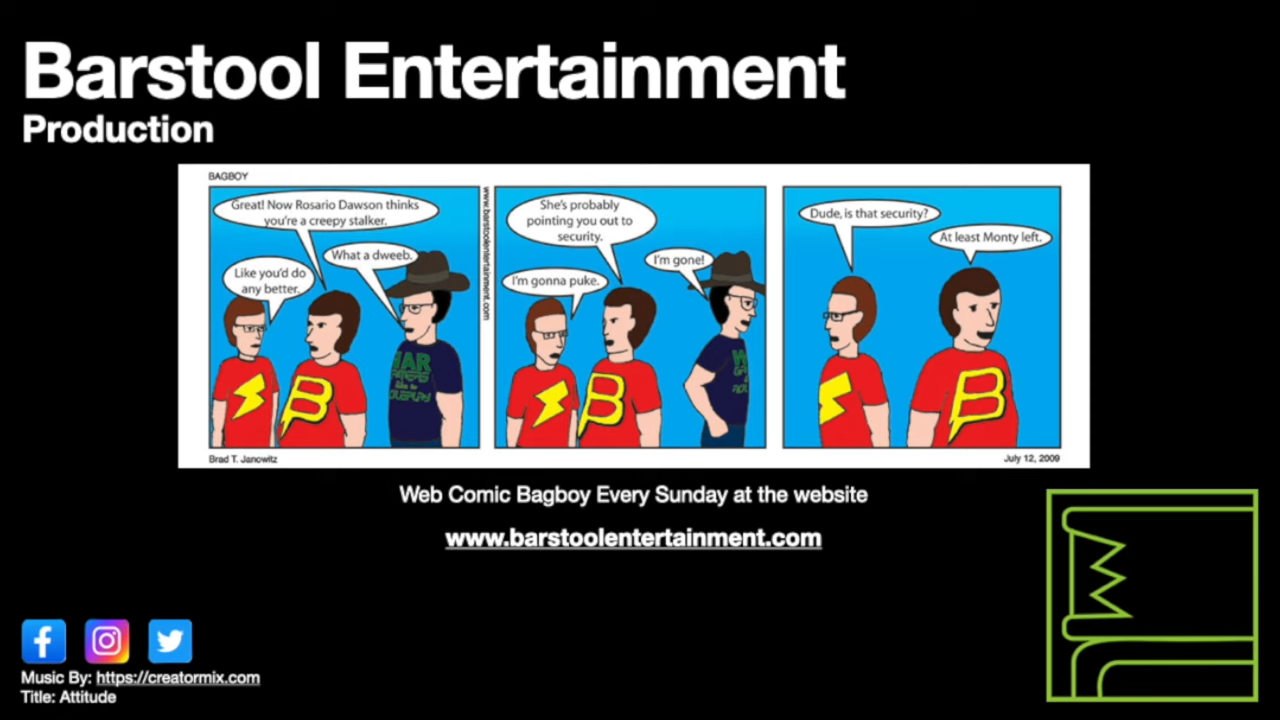 Barstool Entertainment
Production
BAGBOY
Great! Now Rosario Dawson thinks
you're a creepy stalker.
What a dweeb.
Like you'd do
any better.
www.barstoolentertainment.com
She's probably
pointing you out to
security.
I'm gonna puke.
I'm gone!
Dude, is that security?
At least Monty left.
Brad T. Janowitz
July 12, 2009
Web Comic Bagboy Every Sunday at the website
www.barstoolentertainment.com
Music By: https://creatormix.com
Title: Attitude